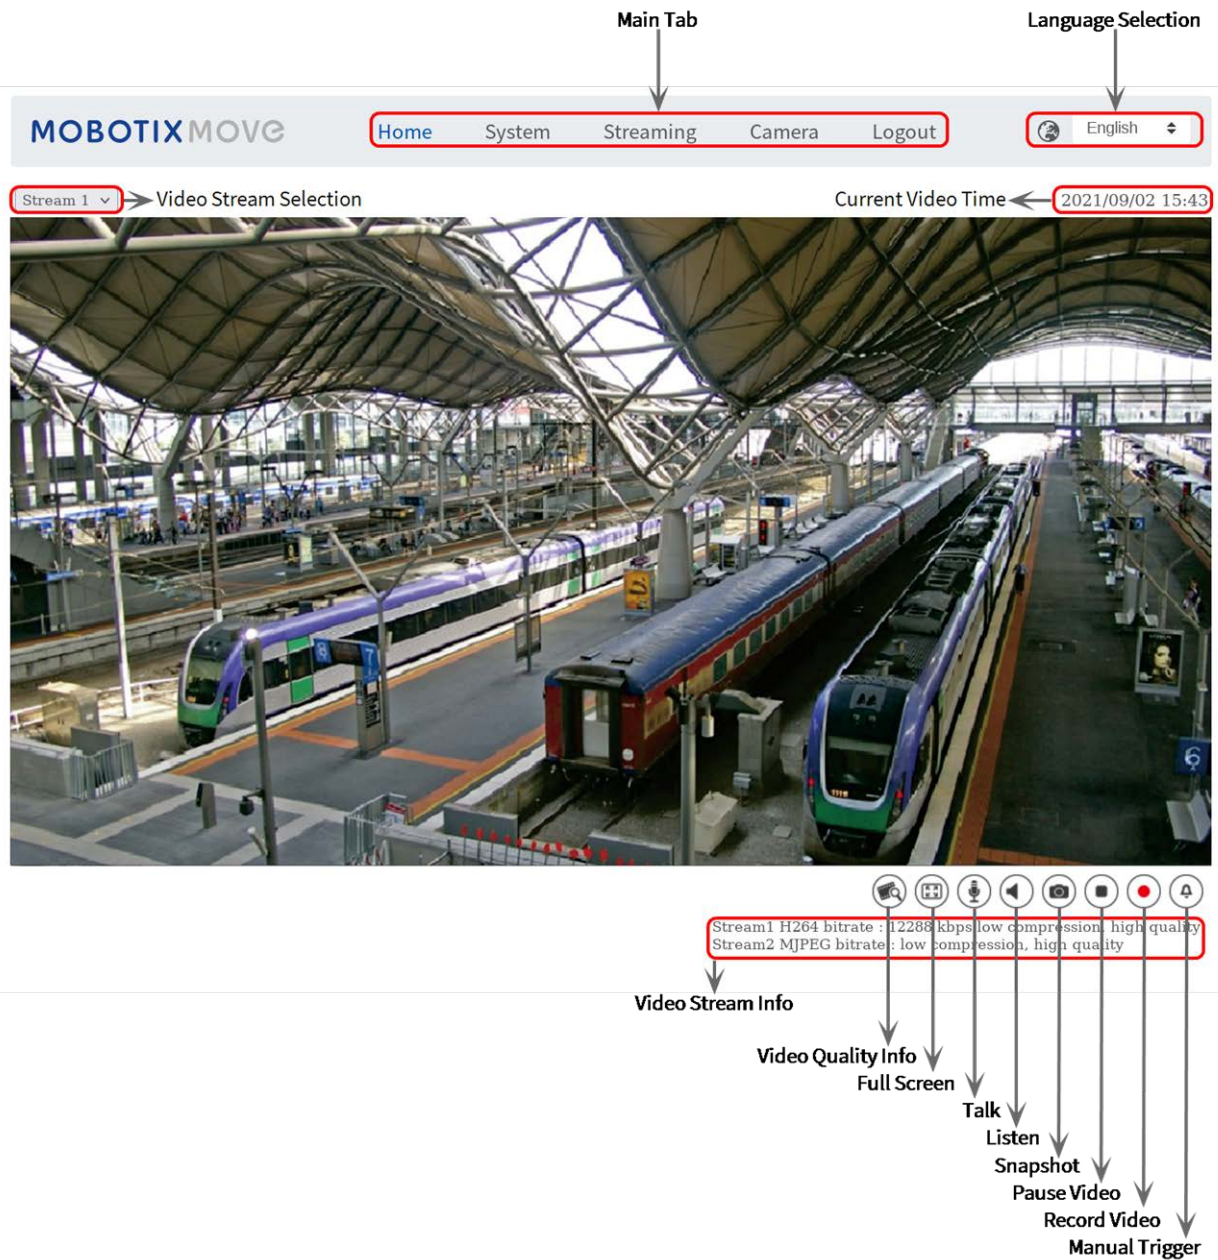 Main Tab
Language Selection
MOBOTIX MOVE
Home System Streaming Camera Logout
English
Stream 1
Video Stream Selection
Current Video Time
2021/09/02 15:43
8
7
6
Stream1 H264 bitrate : 12288 kbps low compression, high quality
Stream2 MJPEG bitrate : low compression, high quality
Video Stream Info
Video Quality Info
Full Screen
Talk
Listen
Snapshot
Pause Video
Record Video
Manual Trigger